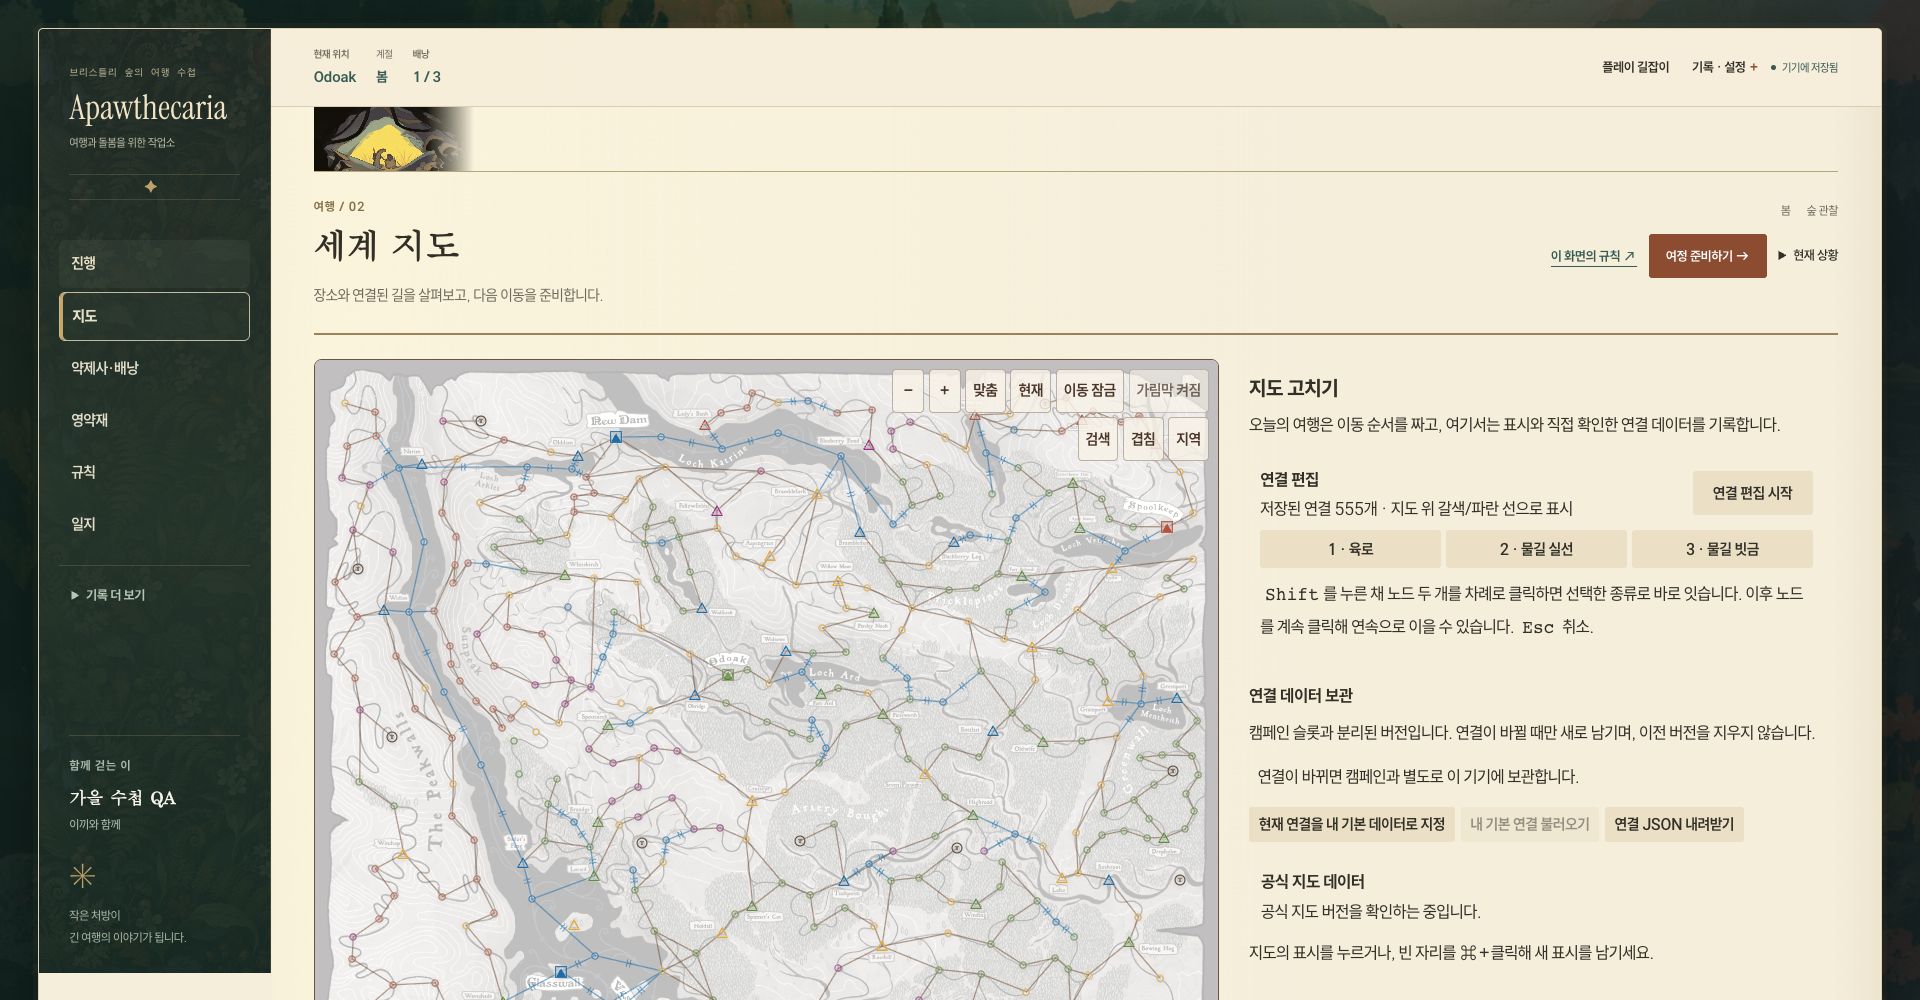 브리스틀리 숲의 여행 수첩
Apawthecaria
여행과 돌봄을 위한 작업소
진행
지도
약제사·배낭
영약재
규칙
일지
▶ 기록 더 보기
함께 걷는 이
가을 수첩 QA
이끼와 함께
작은 처방이
긴 여행의 이야기가 됩니다.
현재 위치
Odoak
계절
봄
배낭
1 / 3
플레이 길잡이
기록 · 설정 +
기기에 저장됨
여행 / 02
세계 지도
장소와 연결된 길을 살펴보고, 다음 이동을 준비합니다.
봄
숲 관찰
이 화면의 규칙 ↗
여정 준비하기 →
▶ 현재 상황
− + 맞춤 현재 이동 잠금 가림막 켜짐
검색 겹침 지역
Rew Dam
Loch Katrine
Loch Arklet
Spoolkeep
Pricklepines
Sunpeak
Odoak
Loch Ard
Loch Menteith
Greenwall
The Peakwalls
Glasswall
지도 고치기
오늘의 여행은 이동 순서를 짜고, 여기서는 표시와 직접 확인한 연결 데이터를 기록합니다.
연결 편집
저장된 연결 555개 · 지도 위 갈색/파란 선으로 표시
연결 편집 시작
1 · 육로
2 · 물길 실선
3 · 물길 빗금
Shift 를 누른 채 노드 두 개를 차례로 클릭하면 선택한 종류로 바로 잇습니다. 이후 노드
를 계속 클릭해 연속으로 이을 수 있습니다. Esc 취소.
연결 데이터 보관
캠페인 슬롯과 분리된 버전입니다. 연결이 바뀔 때만 새로 남기며, 이전 버전을 지우지 않습니다.
연결이 바뀌면 캠페인과 별도로 이 기기에 보관합니다.
현재 연결을 내 기본 데이터로 지정
내 기본 연결 불러오기
연결 JSON 내려받기
공식 지도 데이터
공식 지도 버전을 확인하는 중입니다.
지도의 표시를 누르거나, 빈 자리를 ⌘+클릭해 새 표시를 남기세요.